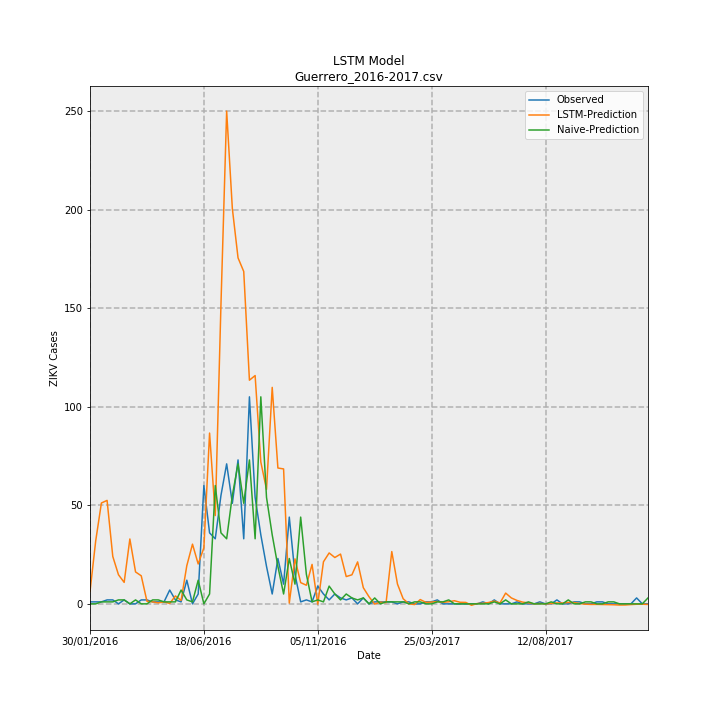 LSTM Model
Guerrero_2016-2017.csv
Observed
LSTM-Prediction
Naive-Prediction
250
200
150
100
50
0
ZIKV Cases
30/01/2016
18/06/2016
05/11/2016
25/03/2017
12/08/2017
Date